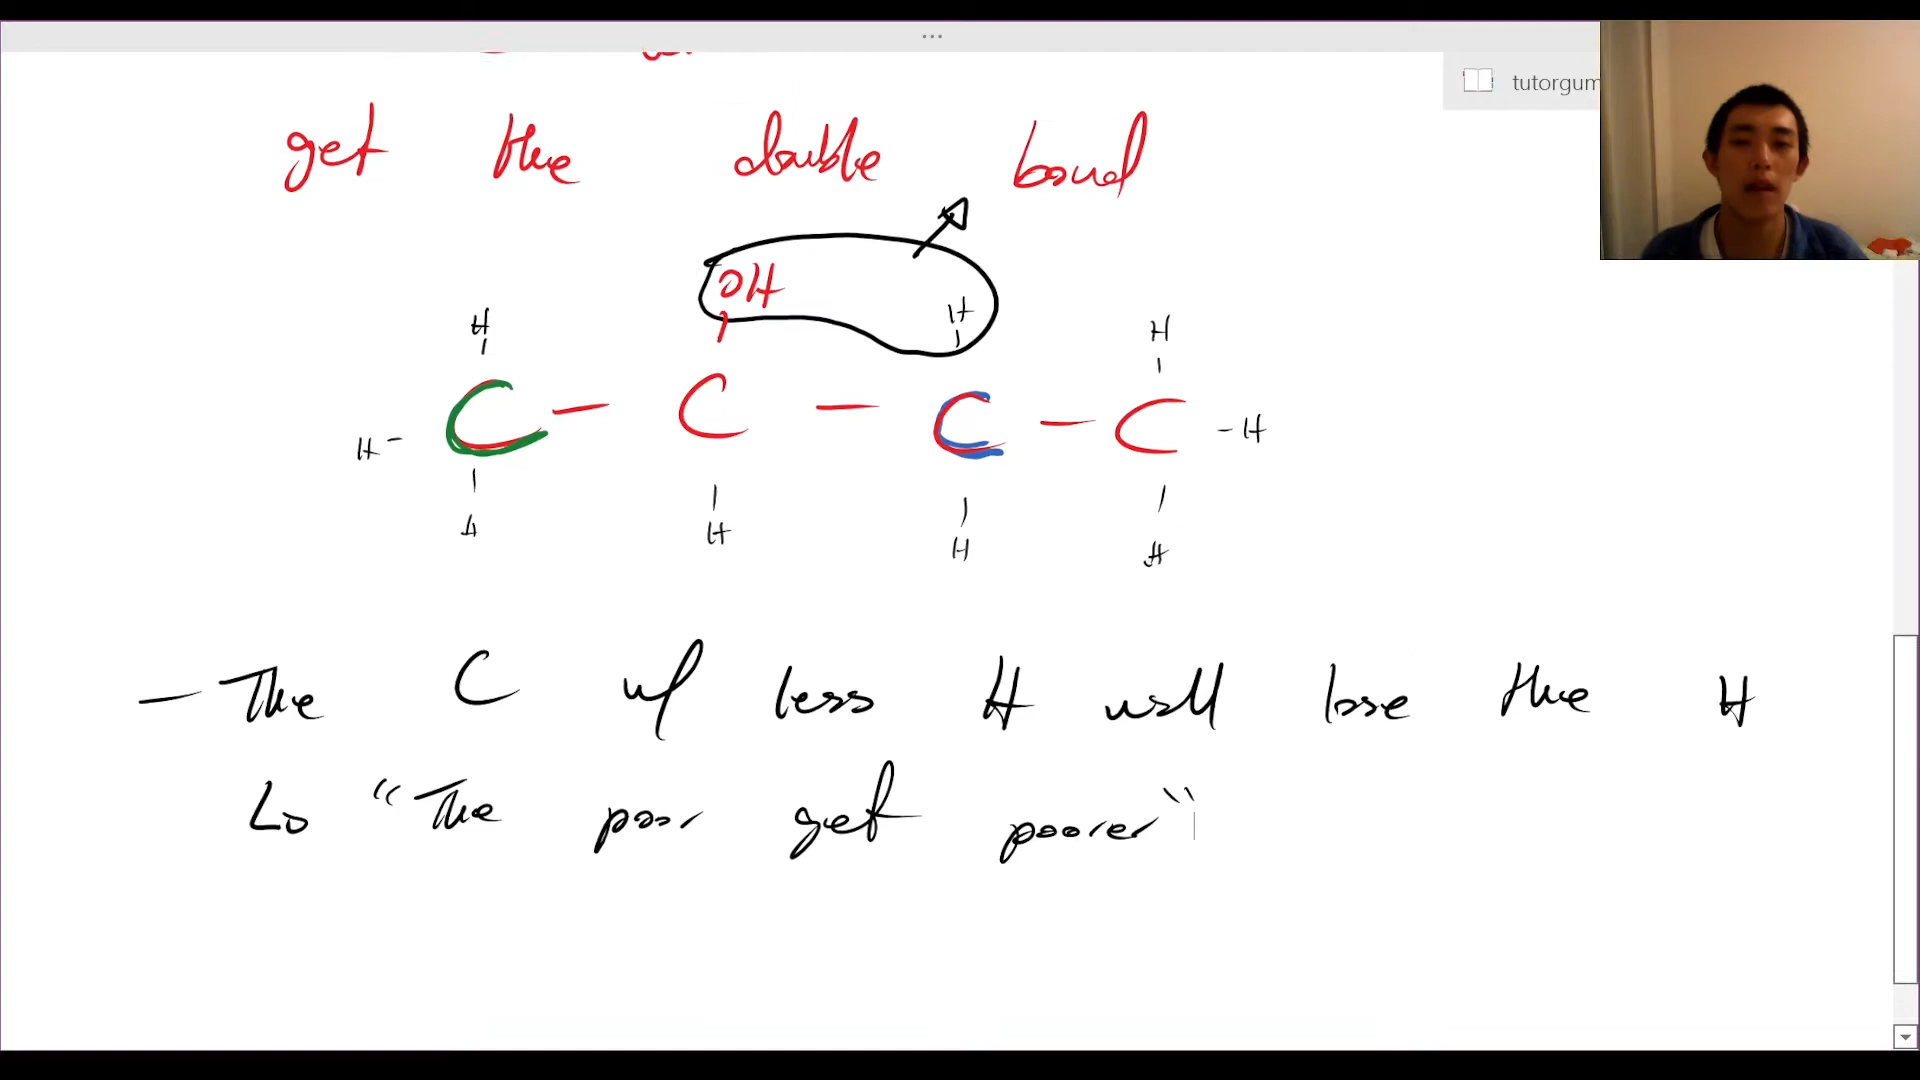 ...
tutorgum
get the double bond
OH
H H H
H - C - C - C - C - H
H H H H
- The C w/ less H will lose the H
↳ "The poor get poorer"